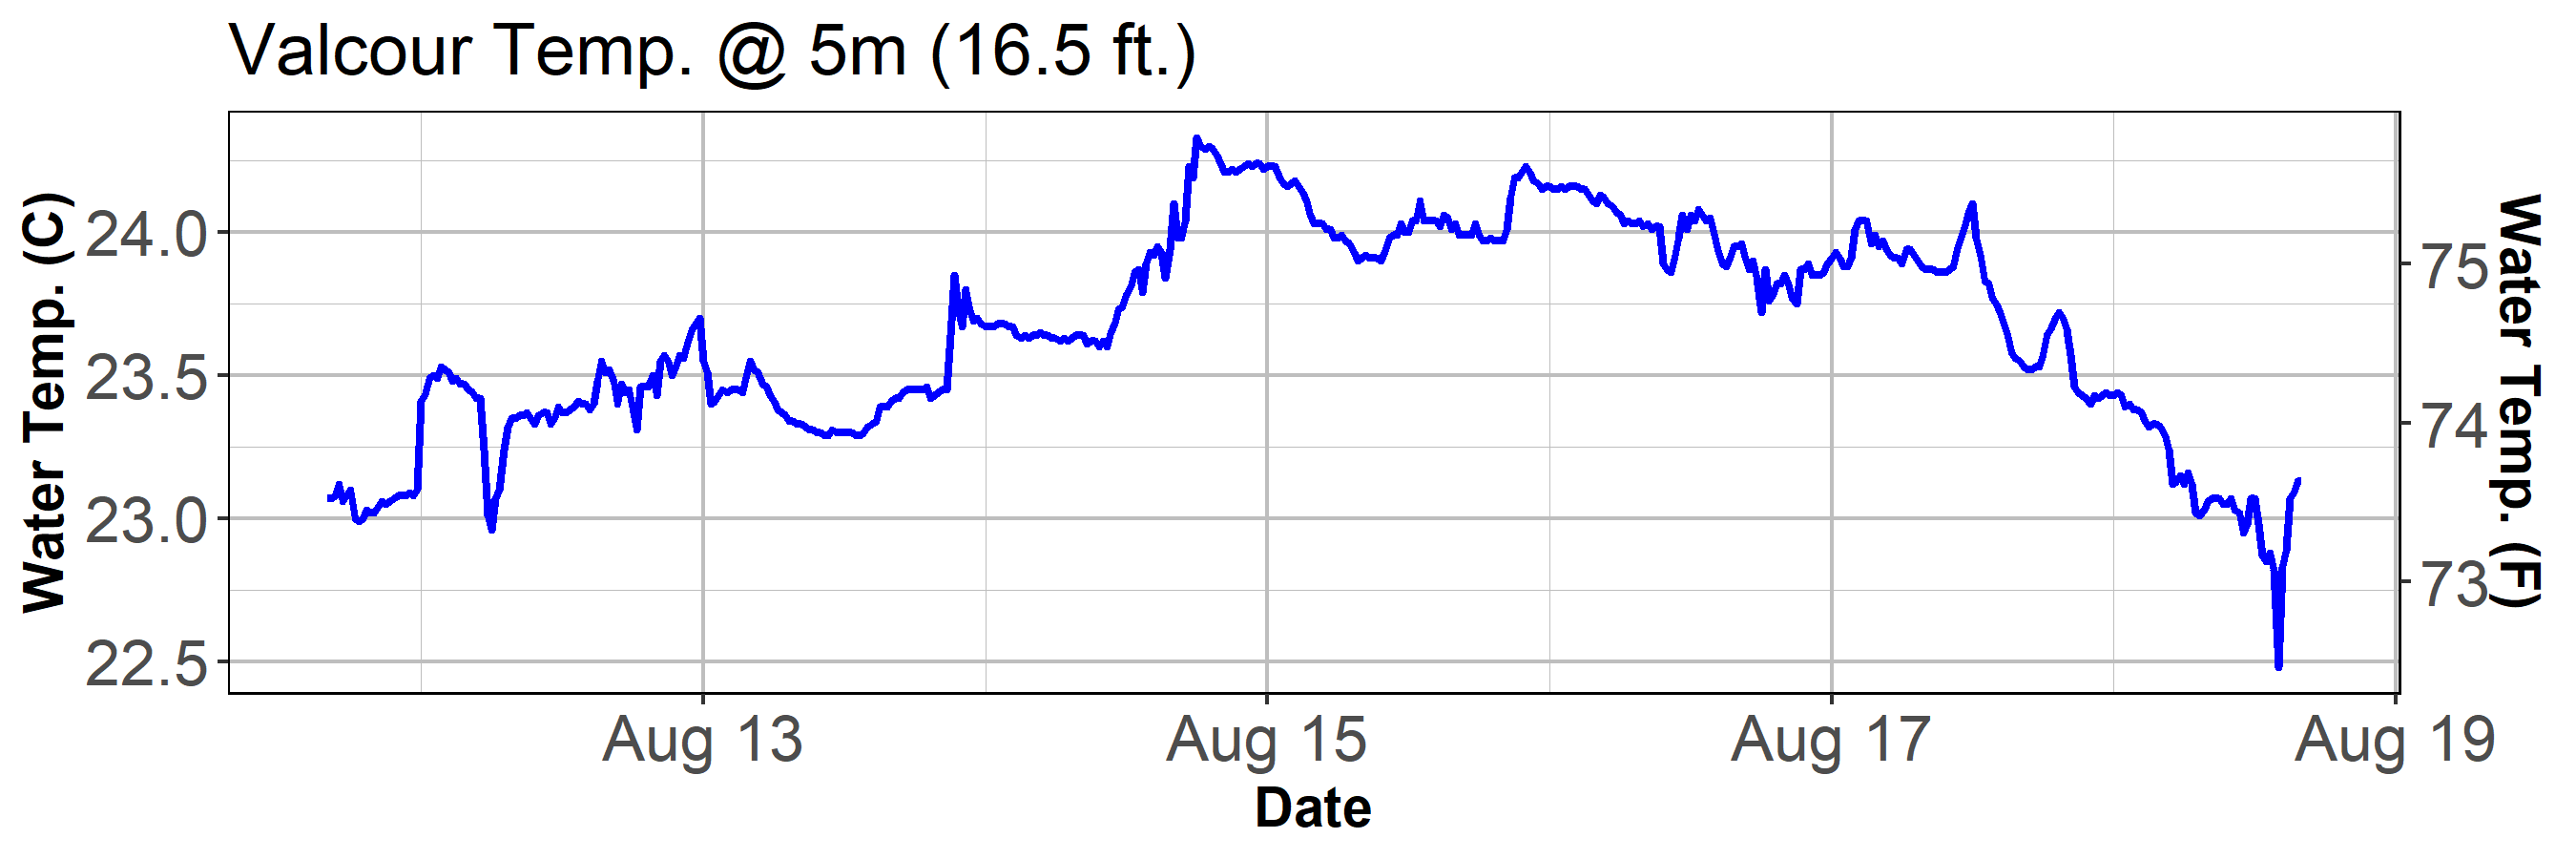 Valcour Temp. @ 5m (16.5 ft.)
Water Temp. (C)
24.0
23.5
23.0
22.5
75
74
73
Water Temp. (F)
Aug 13 Aug 15 Aug 17 Aug 19
Date